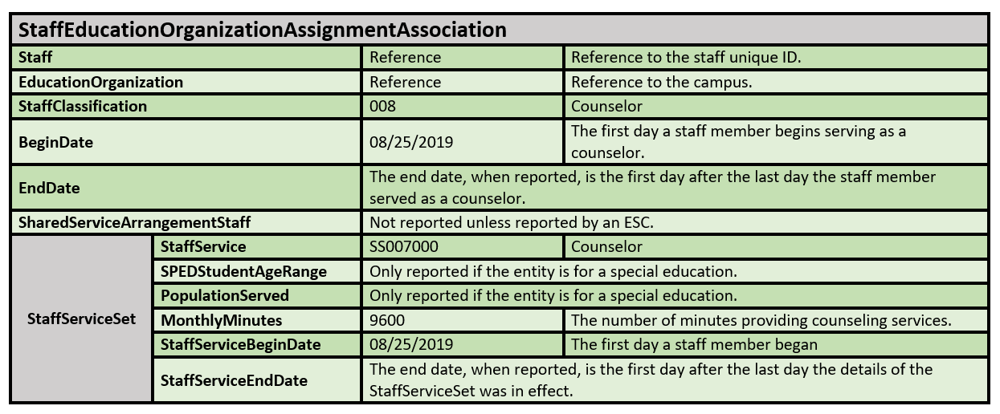 StaffEducationOrganizationAssignmentAssociation
Staff Reference Reference to the staff unique ID.
EducationOrganization Reference Reference to the campus.
StaffClassification 008 Counselor
BeginDate 08/25/2019 The first day a staff member begins serving as a
counselor.
EndDate The end date, when reported, is the first day after the last day the staff member
served as a counselor.
SharedServiceArrangementStaff Not reported unless reported by an ESC.
StaffServiceSet
StaffService SS007000 Counselor
SPEDStudentAgeRange Only reported if the entity is for a special education.
PopulationServed Only reported if the entity is for a special education.
MonthlyMinutes 9600 The number of minutes providing counseling services.
StaffServiceBeginDate 08/25/2019 The first day a staff member began
StaffServiceEndDate The end date, when reported, is the first day after the last day the details of the
StaffServiceSet was in effect.